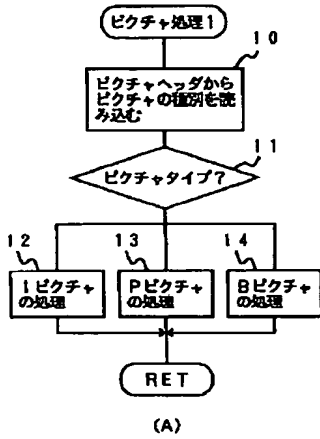 ピクチャ処理1
10
ピクチャヘッダから
ピクチャの種別を読
み込む
11
ピクチャタイプ?
12
13
14
Iピクチャ
の処理
Pピクチャ
の処理
Bピクチャ
の処理
RET
(A)